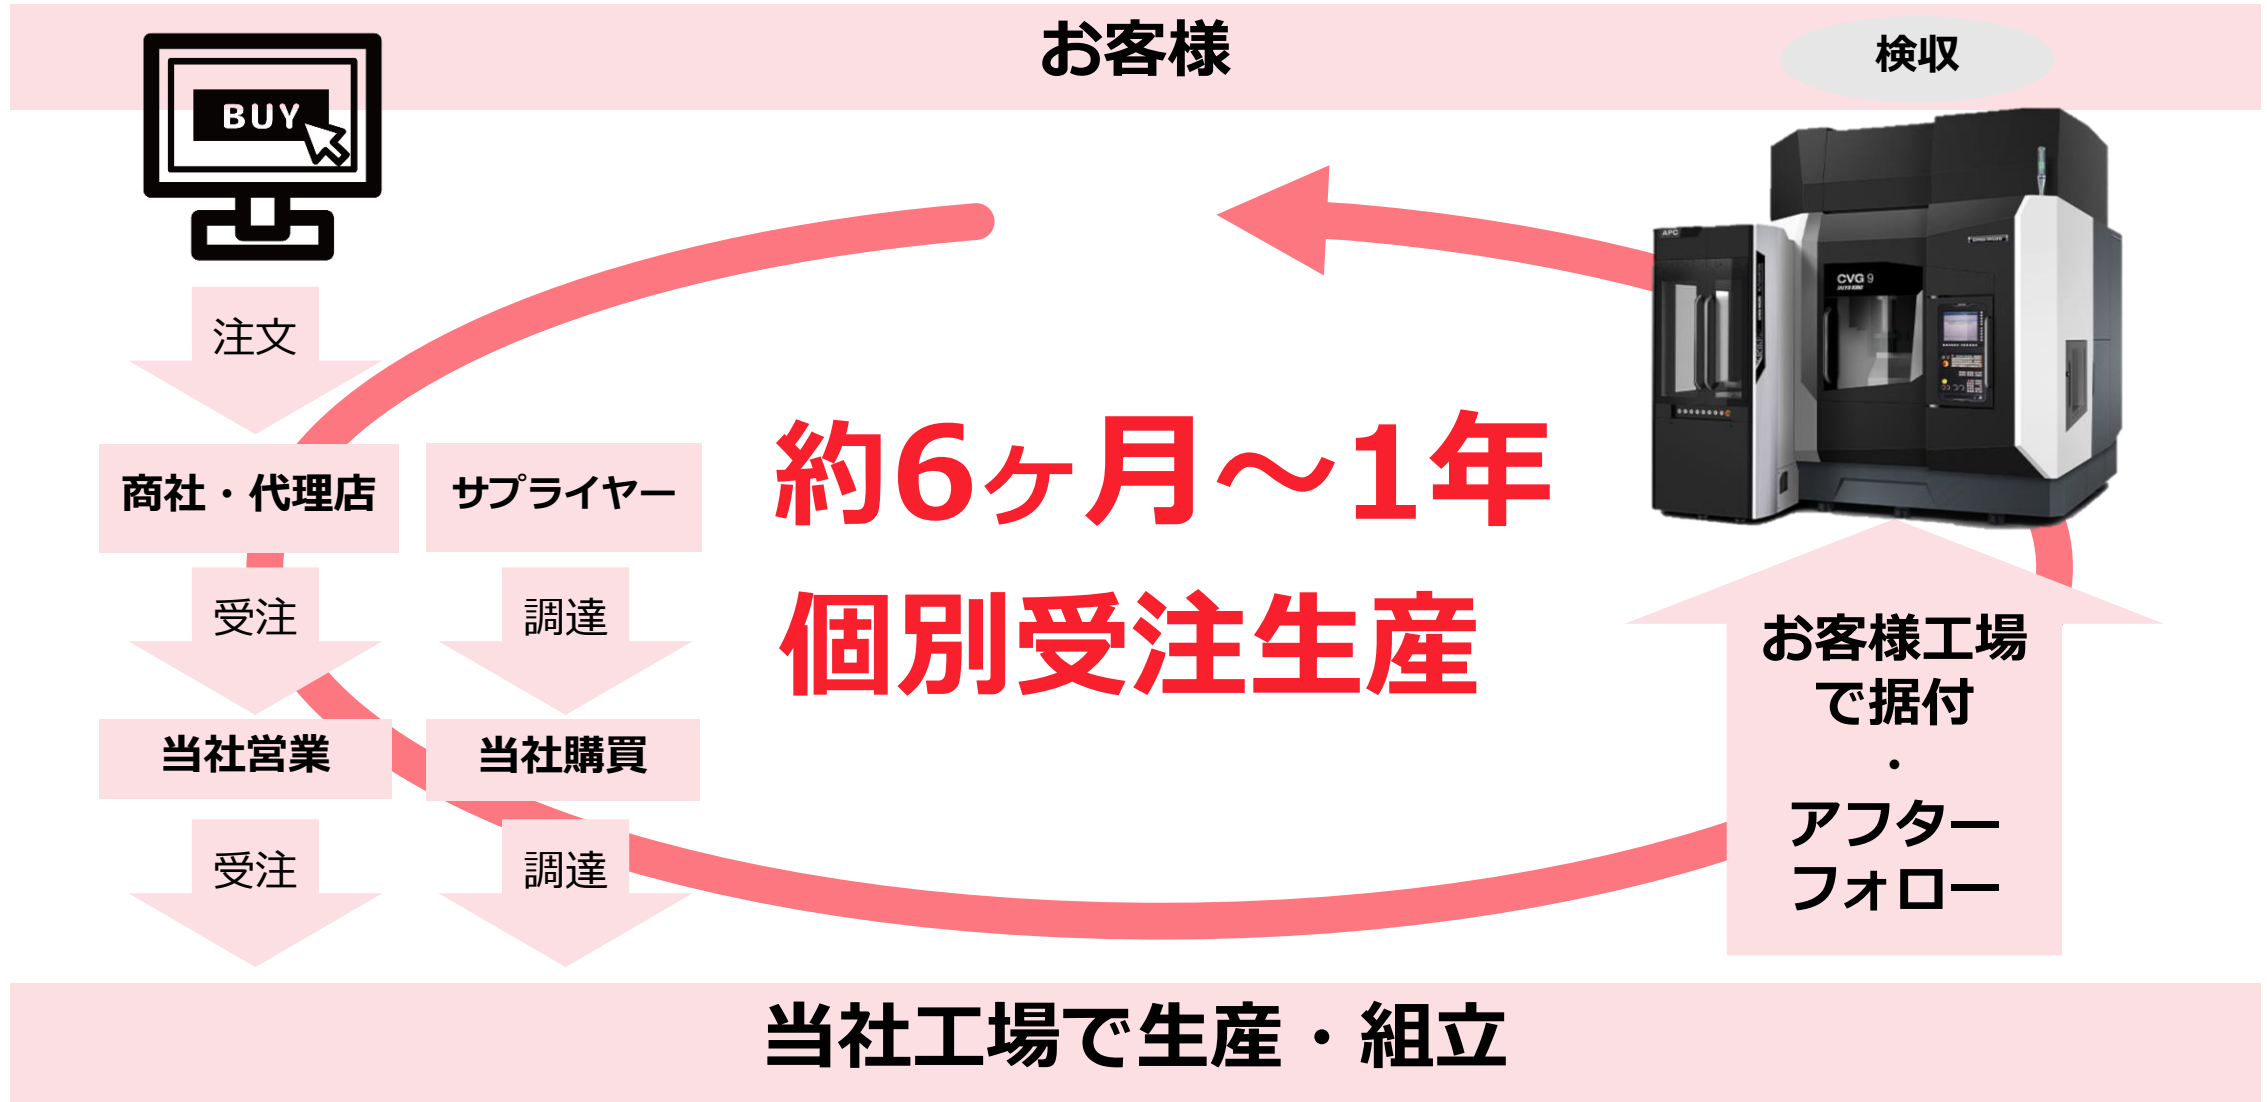 お客様
検収
BUY
注文
商社・代理店
サプライヤー
受注
調達
当社営業
当社購買
受注
調達
約6ヶ月～1年
個別受注生産
APC
CVG 9
お客様工場
で据付
・
アフター
フォロー
当社工場で生産・組立